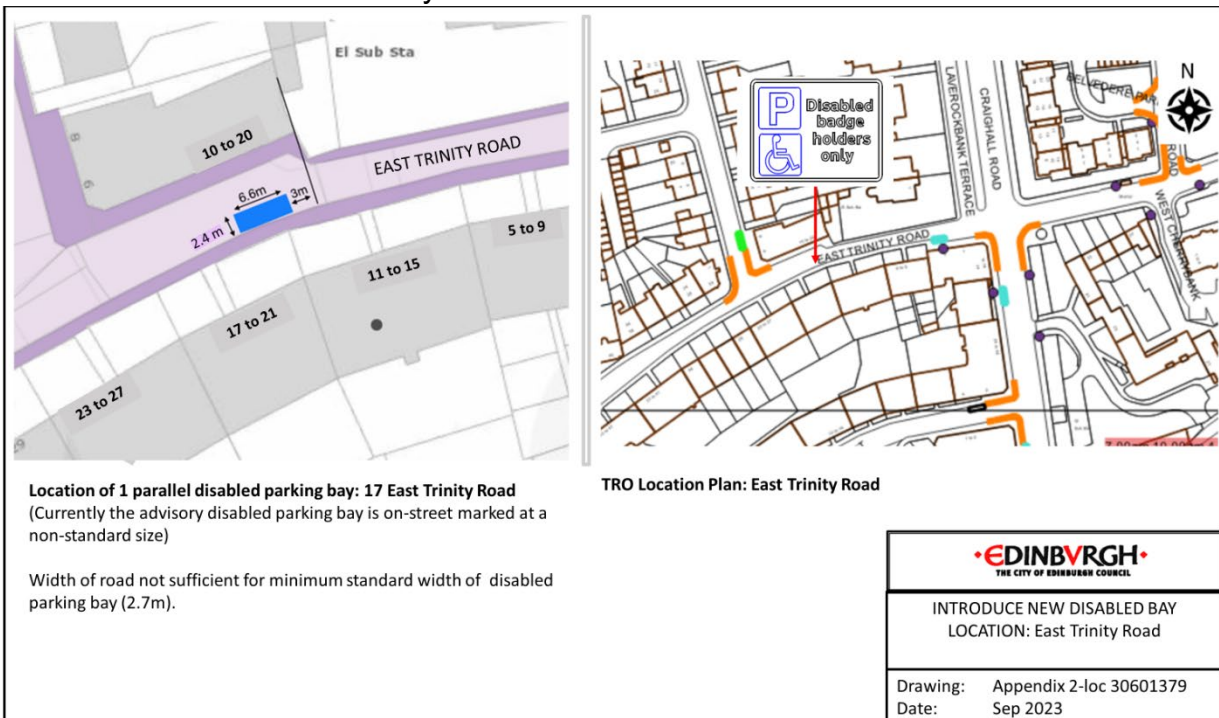 El Sub Sta
8
6
10 to 20
EAST TRINITY ROAD
6.6m
3m
2.4 m
5 to 9
11 to 15
17 to 21
23 to 27
29
Location of 1 parallel disabled parking bay: 17 East Trinity Road
(Currently the advisory disabled parking bay is on-street marked at a
non-standard size)
Width of road not sufficient for minimum standard width of disabled
parking bay (2.7m).
P
Disabled
badge
holders
only
LAVEROCKBANK TERRACE
CRAIGHALL ROAD
BELVEDERE PARK
N
ROAD
WEST CHERRYBANK
EAST TRINITY ROAD
TRO Location Plan: East Trinity Road
EDINBVRGH
THE CITY OF EDINBURGH COUNCIL
INTRODUCE NEW DISABLED BAY
LOCATION: East Trinity Road
Drawing: Appendix 2-loc 30601379
Date: Sep 2023